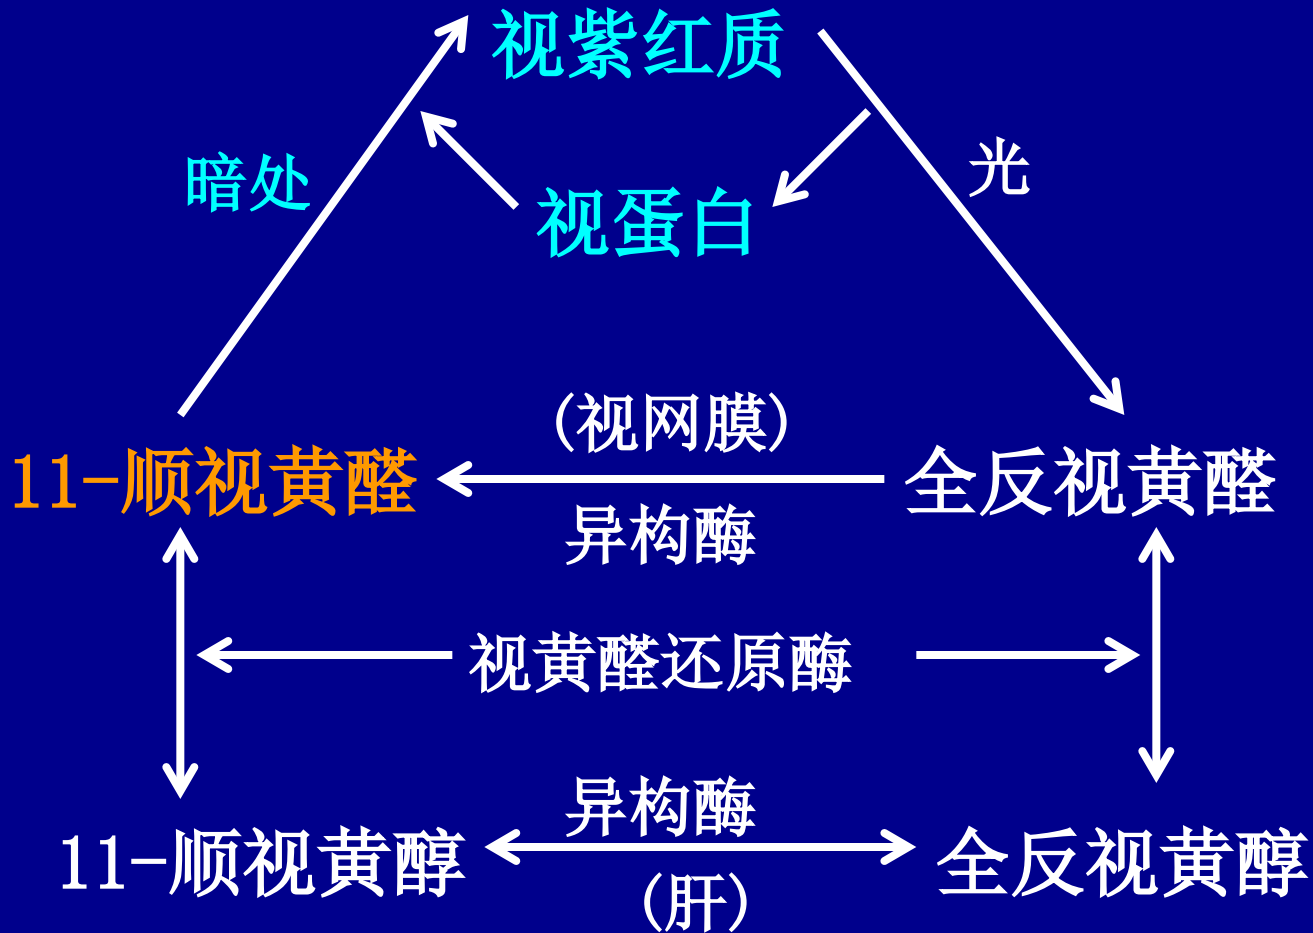 视紫红质
暗处
光
视蛋白
(视网膜)
11-顺视黄醛
全反视黄醛
异构酶
视黄醛还原酶
异构酶
11-顺视黄醇
全反视黄醇
(肝)